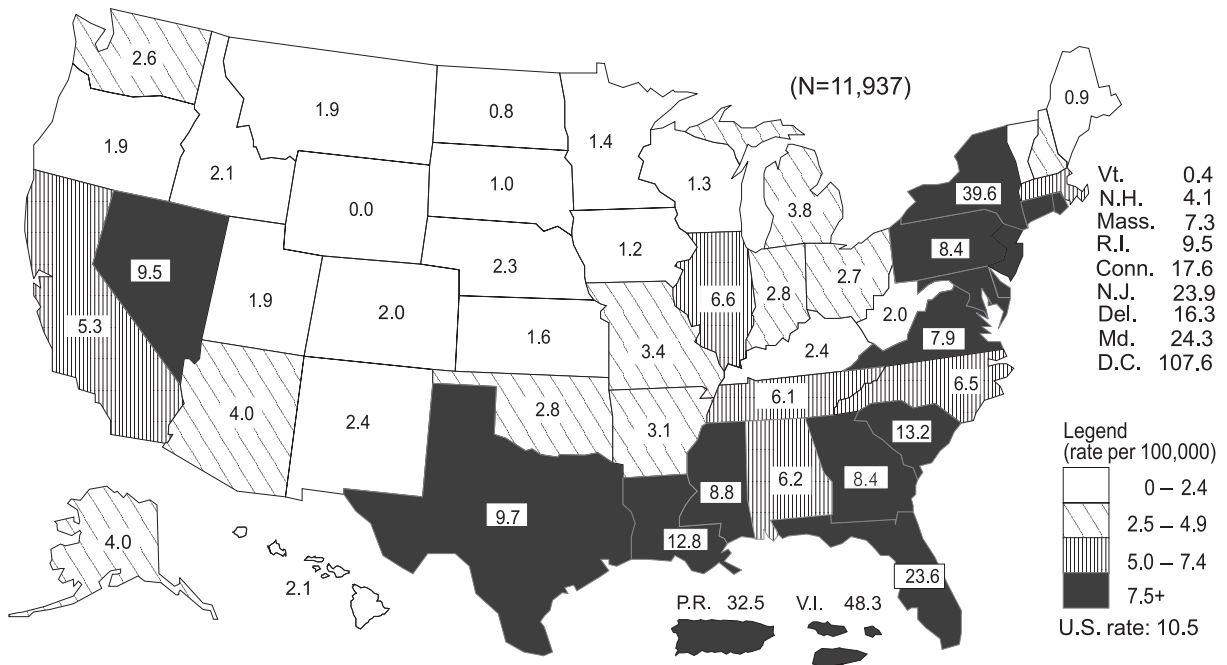 2.6
1.9
0.8
1.4
(N=11,937)
0.9
1.9
2.1
1.0
1.3
39.6
0.0
3.8
1.2
8.4
9.5
2.3
2.7
1.9
2.0
6.6
2.8
2.0
5.3
1.6
7.9
3.4
2.4
4.0
2.4
2.8
6.1
6.5
3.1
13.2
6.2
8.4
8.8
9.7
12.8
4.0
2.1
23.6
P.R. 32.5
V.I. 48.3
Vt. 0.4
N.H. 4.1
Mass. 7.3
R.I. 9.5
Conn. 17.6
N.J. 23.9
Del. 16.3
Md. 24.3
D.C. 107.6
Legend
(rate per 100,000)
0 – 2.4
2.5 – 4.9
5.0 – 7.4
7.5+
U.S. rate: 10.5